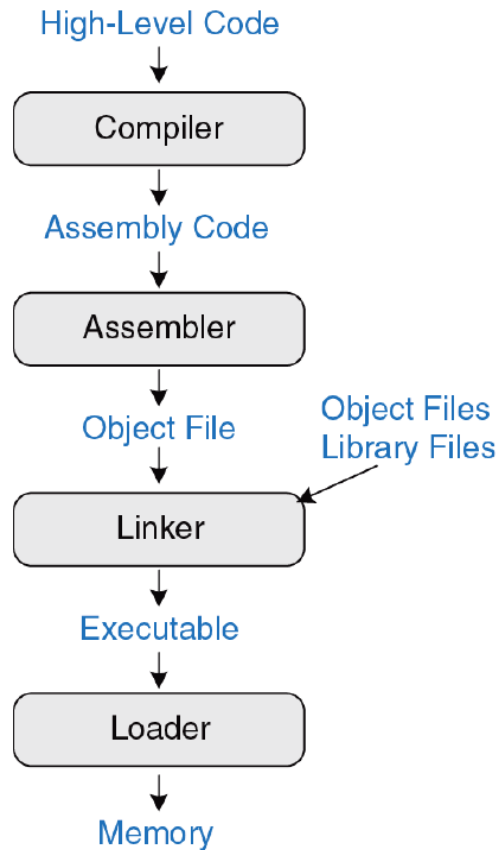 High-Level Code
Compiler
Assembly Code
Assembler
Object File
Object Files
Library Files
Linker
Executable
Loader
Memory